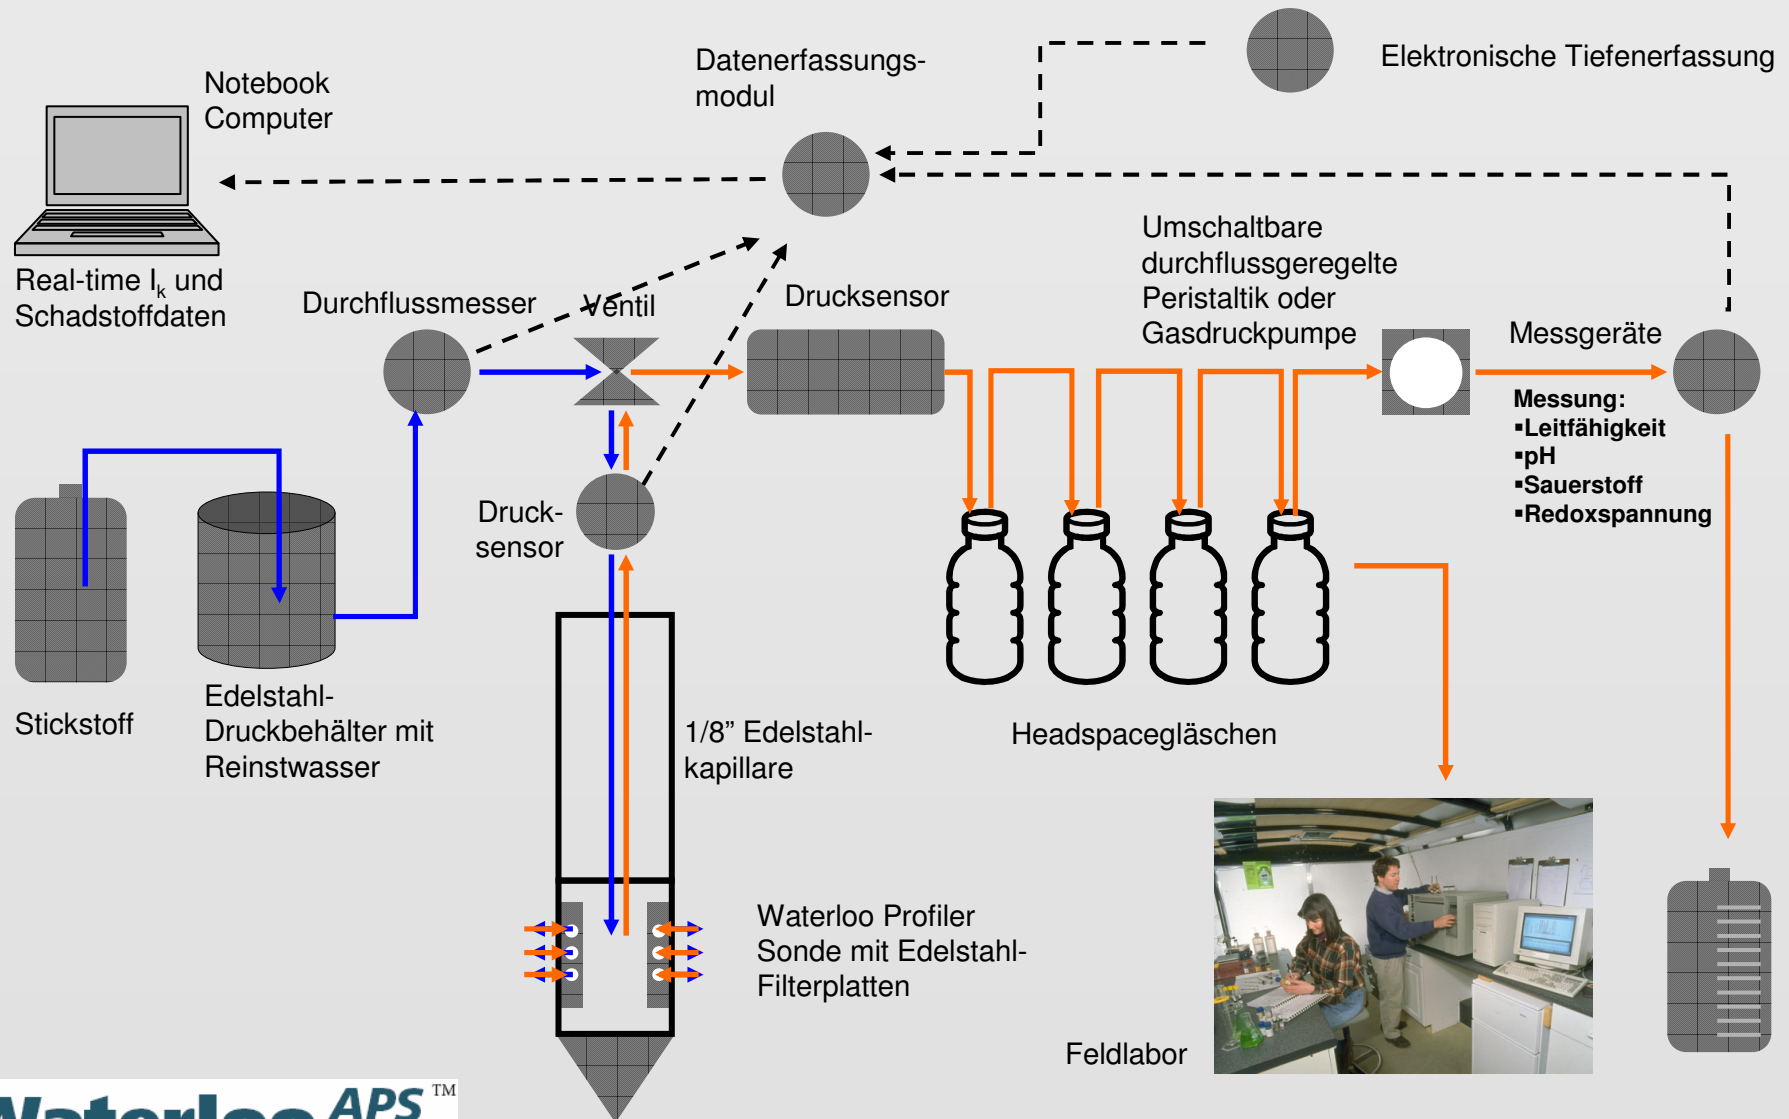 Elektronische Tiefenerfassung
Datenerfassungs-
modul
Notebook
Computer
Real-time Ik und
Schadstoffdaten
Durchflussmesser
Ventil
Drucksensor
Umschaltbare
durchflussgeregelte
Peristaltik oder
Gasdruckpumpe
Messgeräte
Messung:
▪Leitfähigkeit
▪pH
▪Sauerstoff
▪Redoxspannung
Druck-
sensor
Stickstoff
Edelstahl-
Druckbehälter mit
Reinstwasser
1/8” Edelstahl-
kapillare
Headspacegläschen
Waterloo Profiler
Sonde mit Edelstahl-
Filterplatten
Feldlabor
Waterloo APS™